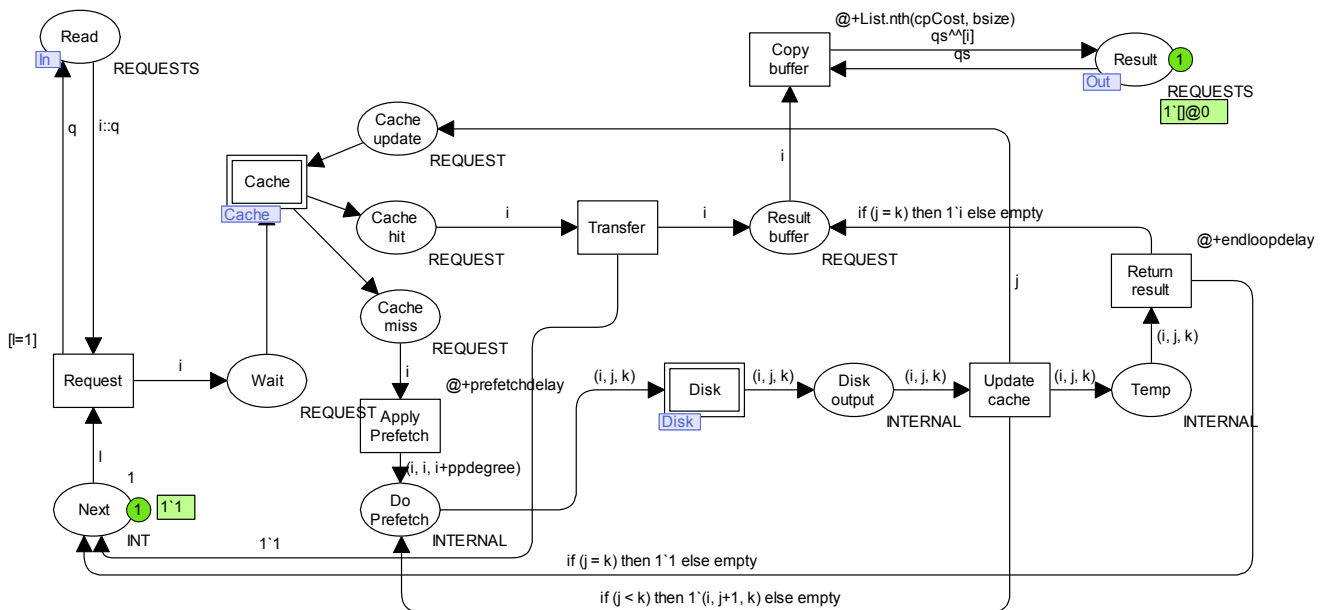 @+List.nth(cpCost, bsize)
qs^^[i]
qs
Read
In
REQUESTS
Copy
buffer
Result
1
Out
REQUESTS
1`[]@0
q
i::q
Cache
update
REQUEST
i
Cache
Cache
Cache
hit
REQUEST
i
Transfer
i
Result
buffer
REQUEST
if (j = k) then 1`i else empty
@+endloopdelay
Return
result
j
Cache
miss
REQUEST
(i, j, k)
[l=1]
Request
i
Wait
REQUEST
i
@+prefetchdelay
Apply
Prefetch
(i, j, k)
Disk
Disk
(i, j, k)
Disk
output
INTERNAL
(i, j, k)
Update
cache
(i, j, k)
Temp
INTERNAL
l
(i, i, i+ppdegree)
1
Next
1
1`1
INT
Do
Prefetch
INTERNAL
1`1
if (j = k) then 1`1 else empty
if (j < k) then 1`(i, j+1, k) else empty